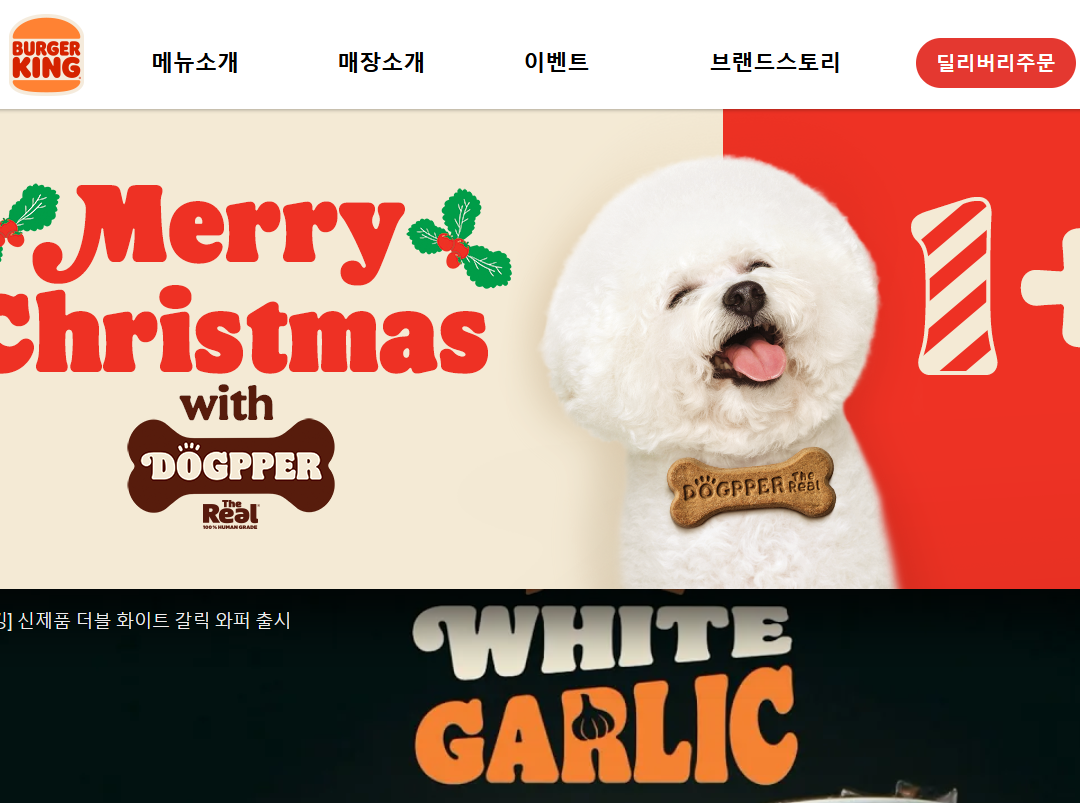 BURGER
KING
메뉴소개
매장소개
이벤트
브랜드스토리
딜리버리주문
Merry
Christmas
with
DOGPPER
The
Real
100% HUMAN GRADE
DOGPPER The
Real
1+
] 신제품 더블 화이트 갈릭 와퍼 출시
WHITE
GARLIC